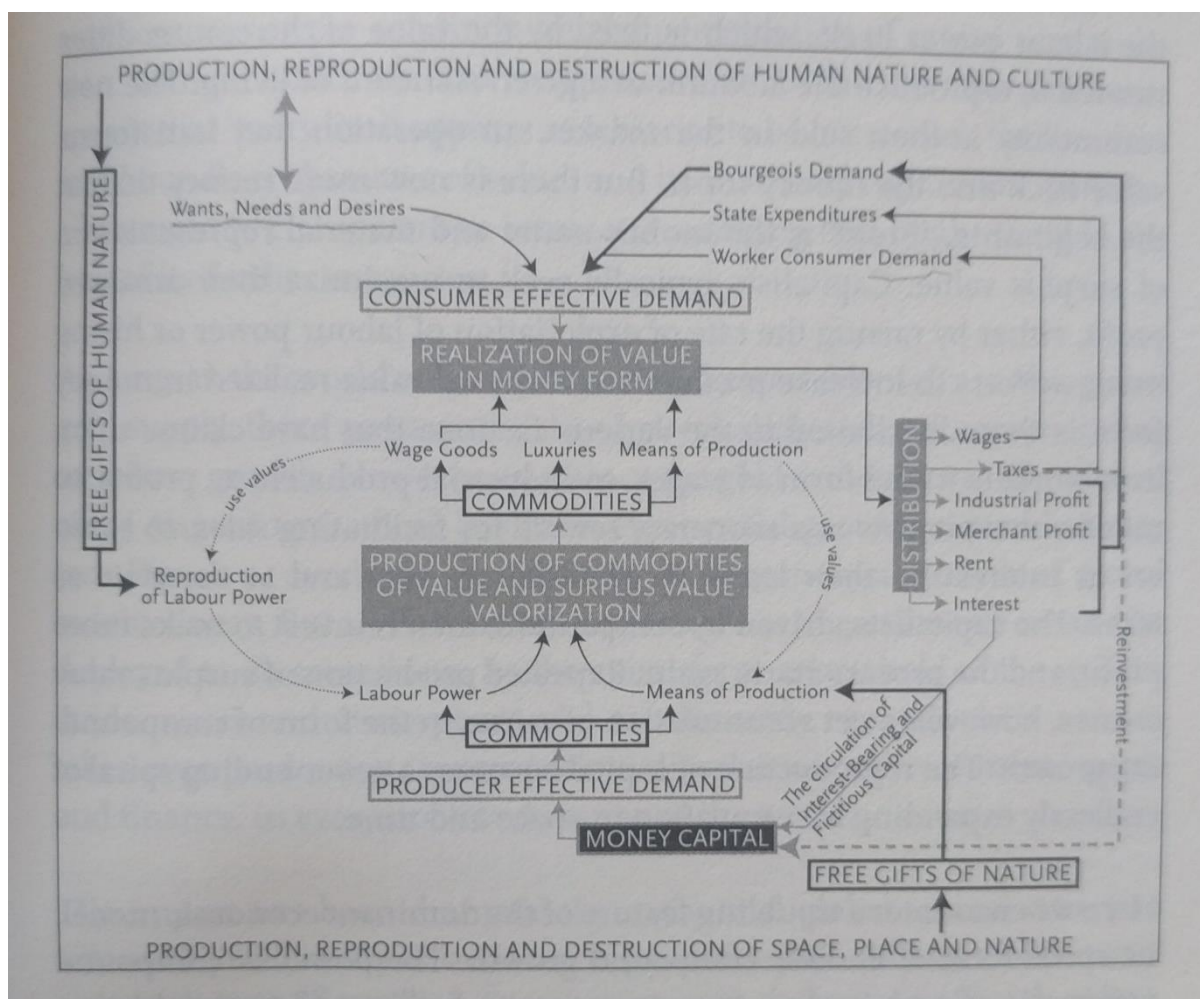 PRODUCTION, REPRODUCTION AND DESTRUCTION OF HUMAN NATURE AND CULTURE
FREE GIFTS OF HUMAN NATURE
Wants, Needs and Desires
Bourgeois Demand
State Expenditures
Worker Consumer Demand
CONSUMER EFFECTIVE DEMAND
REALIZATION OF VALUE
IN MONEY FORM
Wage Goods
Luxuries
Means of Production
COMMODITIES
use values
use values
DISTRIBUTION
Wages
Taxes
Industrial Profit
Merchant Profit
Rent
Interest
PRODUCTION OF COMMODITIES
OF VALUE AND SURPLUS VALUE
VALORIZATION
Reproduction
of Labour Power
Labour Power
Means of Production
COMMODITIES
PRODUCER EFFECTIVE DEMAND
MONEY CAPITAL
The circulation of
Interest-Bearing and
Fictitious Capital
Reinvestment
FREE GIFTS OF NATURE
PRODUCTION, REPRODUCTION AND DESTRUCTION OF SPACE, PLACE AND NATURE